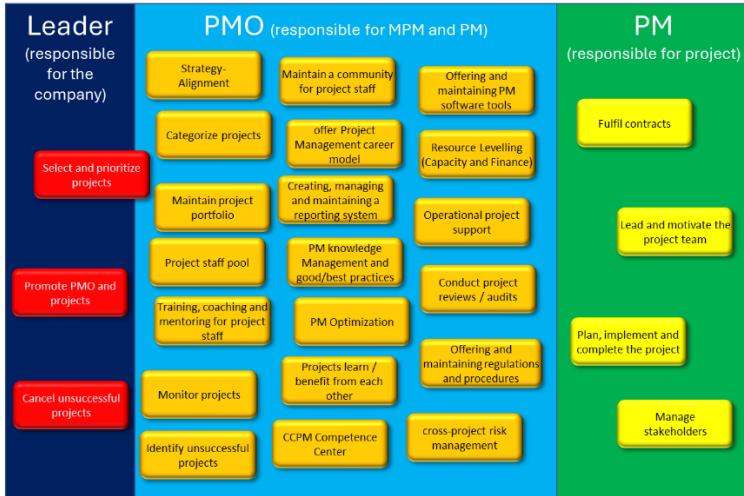 Leader
(responsible
for the
company)
Select and prioritize
projects
Promote PMO and
projects
Cancel unsuccessful
projects
PMO (responsible for MPM and PM)
Strategy-
Alignment
Categorize projects
Maintain project
portfolio
Project staff pool
Training, coaching and
mentoring for project
staff
Monitor projects
Identify unsuccessful
projects
Maintain a community
for project staff
offer Project
Management career
model
Creating, managing
and maintaining a
reporting system
PM knowledge
Management and
good/best practices
PM Optimization
Projects learn /
benefit from each
other
CCPM Competence
Center
Offering and
maintaining PM
software tools
Resource Levelling
(Capacity and Finance)
Operational project
support
Conduct project
reviews / audits
Offering and
maintaining regulations
and procedures
cross-project risk
management
PM
(responsible for project)
Fulfil contracts
Lead and motivate the
project team
Plan, implement and
complete the project
Manage
stakeholders